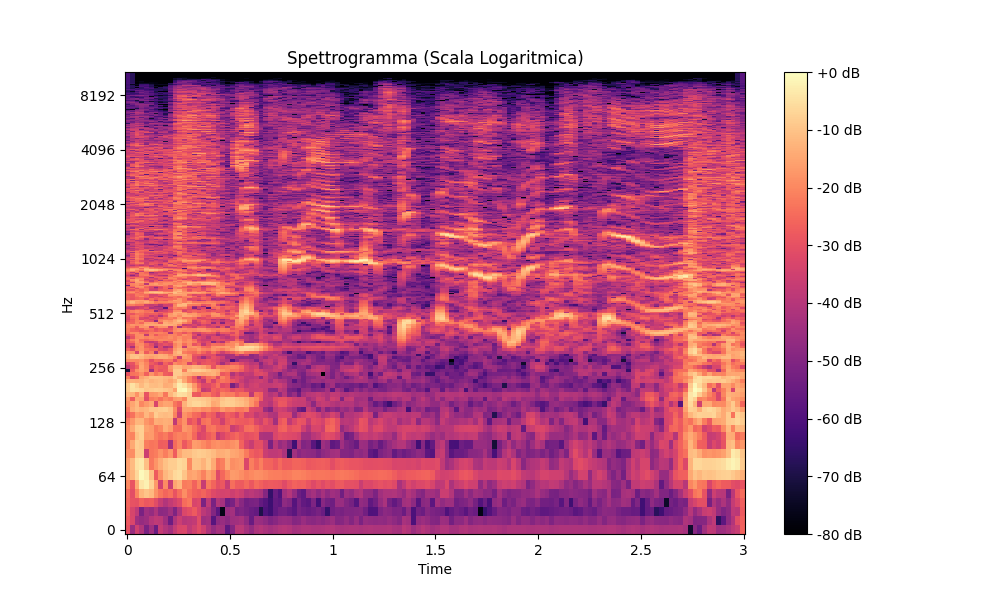 Spettrogramma (Scala Logaritmica)
Hz
8192
4096
2048
1024
512
256
128
64
0
0 0.5 1 1.5 2 2.5 3
Time
+0 dB
-10 dB
-20 dB
-30 dB
-40 dB
-50 dB
-60 dB
-70 dB
-80 dB